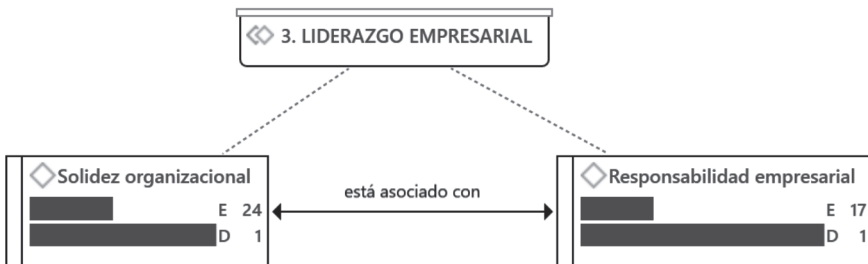 3. LIDERAZGO EMPRESARIAL
Solidez organizacional
E 24
D 1
está asociado con
Responsabilidad empresarial
E 17
D 1